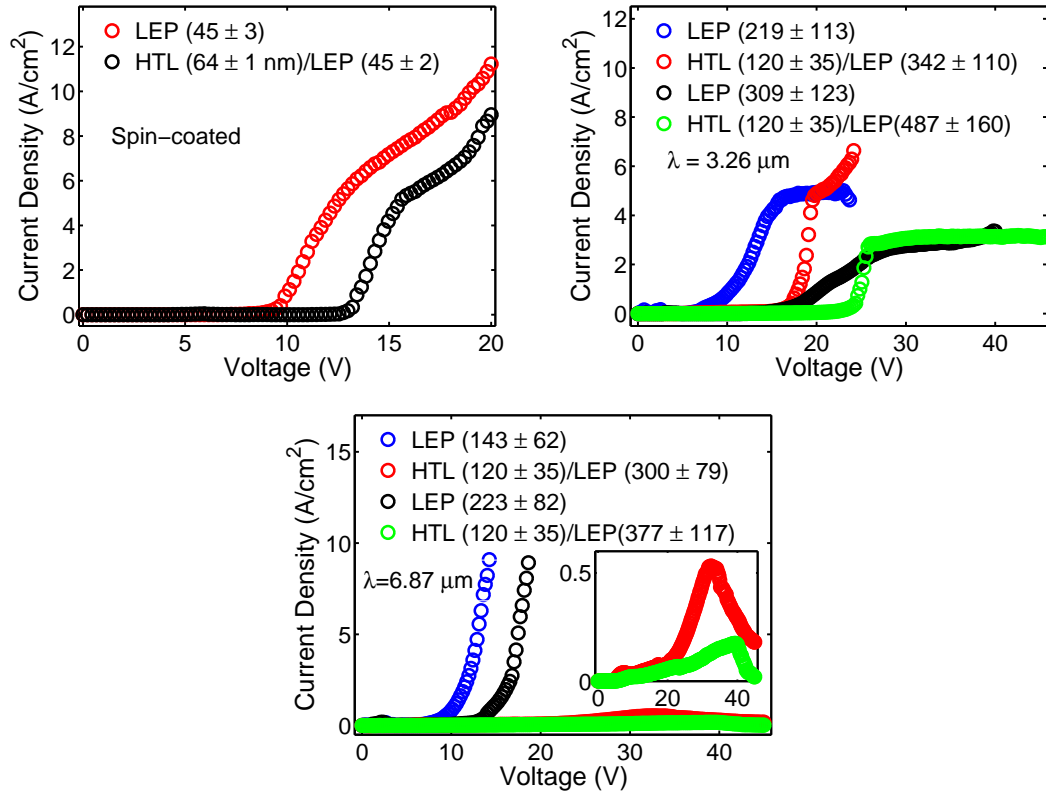 LEP (45 ± 3)
HTL (64 ± 1 nm)/LEP (45 ± 2)
Spin−coated
Current Density (A/cm²)
12
10
8
6
4
2
0
0 5 10 15 20
Voltage (V)
LEP (219 ± 113)
HTL (120 ± 35)/LEP (342 ± 110)
LEP (309 ± 123)
HTL (120 ± 35)/LEP(487 ± 160)
λ = 3.26 μm
Current Density (A/cm²)
12
10
8
6
4
2
0
0 10 20 30 40
Voltage (V)
LEP (143 ± 62)
HTL (120 ± 35)/LEP (300 ± 79)
LEP (223 ± 82)
HTL (120 ± 35)/LEP(377 ± 117)
λ=6.87 μm
Current Density (A/cm²)
15
10
5
0
0.5
0
0 20 40
0 10 20 30 40
Voltage (V)